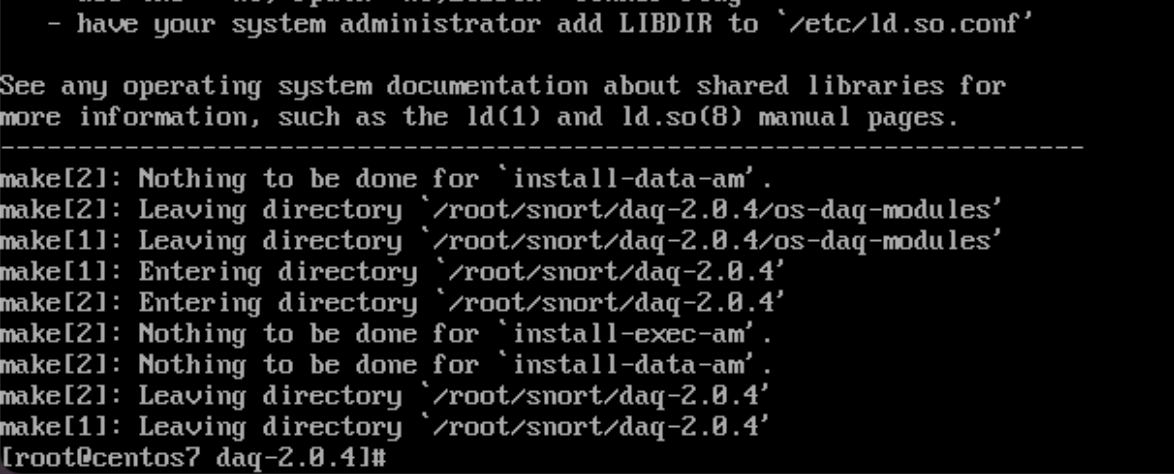 - have your system administrator add LIBDIR to `/etc/ld.so.conf'
See any operating system documentation about shared libraries for
more information, such as the ld(1) and ld.so(8) manual pages.
----------------------------------------------------------------------
make[2]: Nothing to be done for `install-data-am'.
make[2]: Leaving directory `/root/snort/daq-2.0.4/os-daq-modules'
make[1]: Leaving directory `/root/snort/daq-2.0.4/os-daq-modules'
make[1]: Entering directory `/root/snort/daq-2.0.4'
make[2]: Entering directory `/root/snort/daq-2.0.4'
make[2]: Nothing to be done for `install-exec-am'.
make[2]: Nothing to be done for `install-data-am'.
make[2]: Leaving directory `/root/snort/daq-2.0.4'
make[1]: Leaving directory `/root/snort/daq-2.0.4'
[root@centos7 daq-2.0.4]#